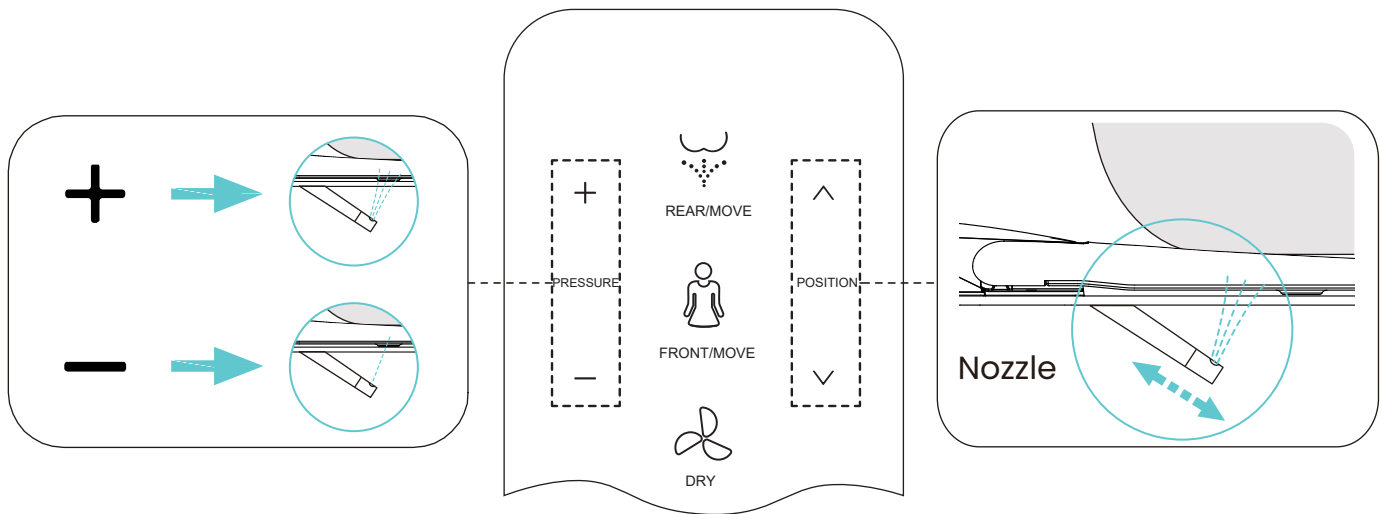 REAR/MOVE
PRESSURE
POSITION
FRONT/MOVE
DRY
Nozzle